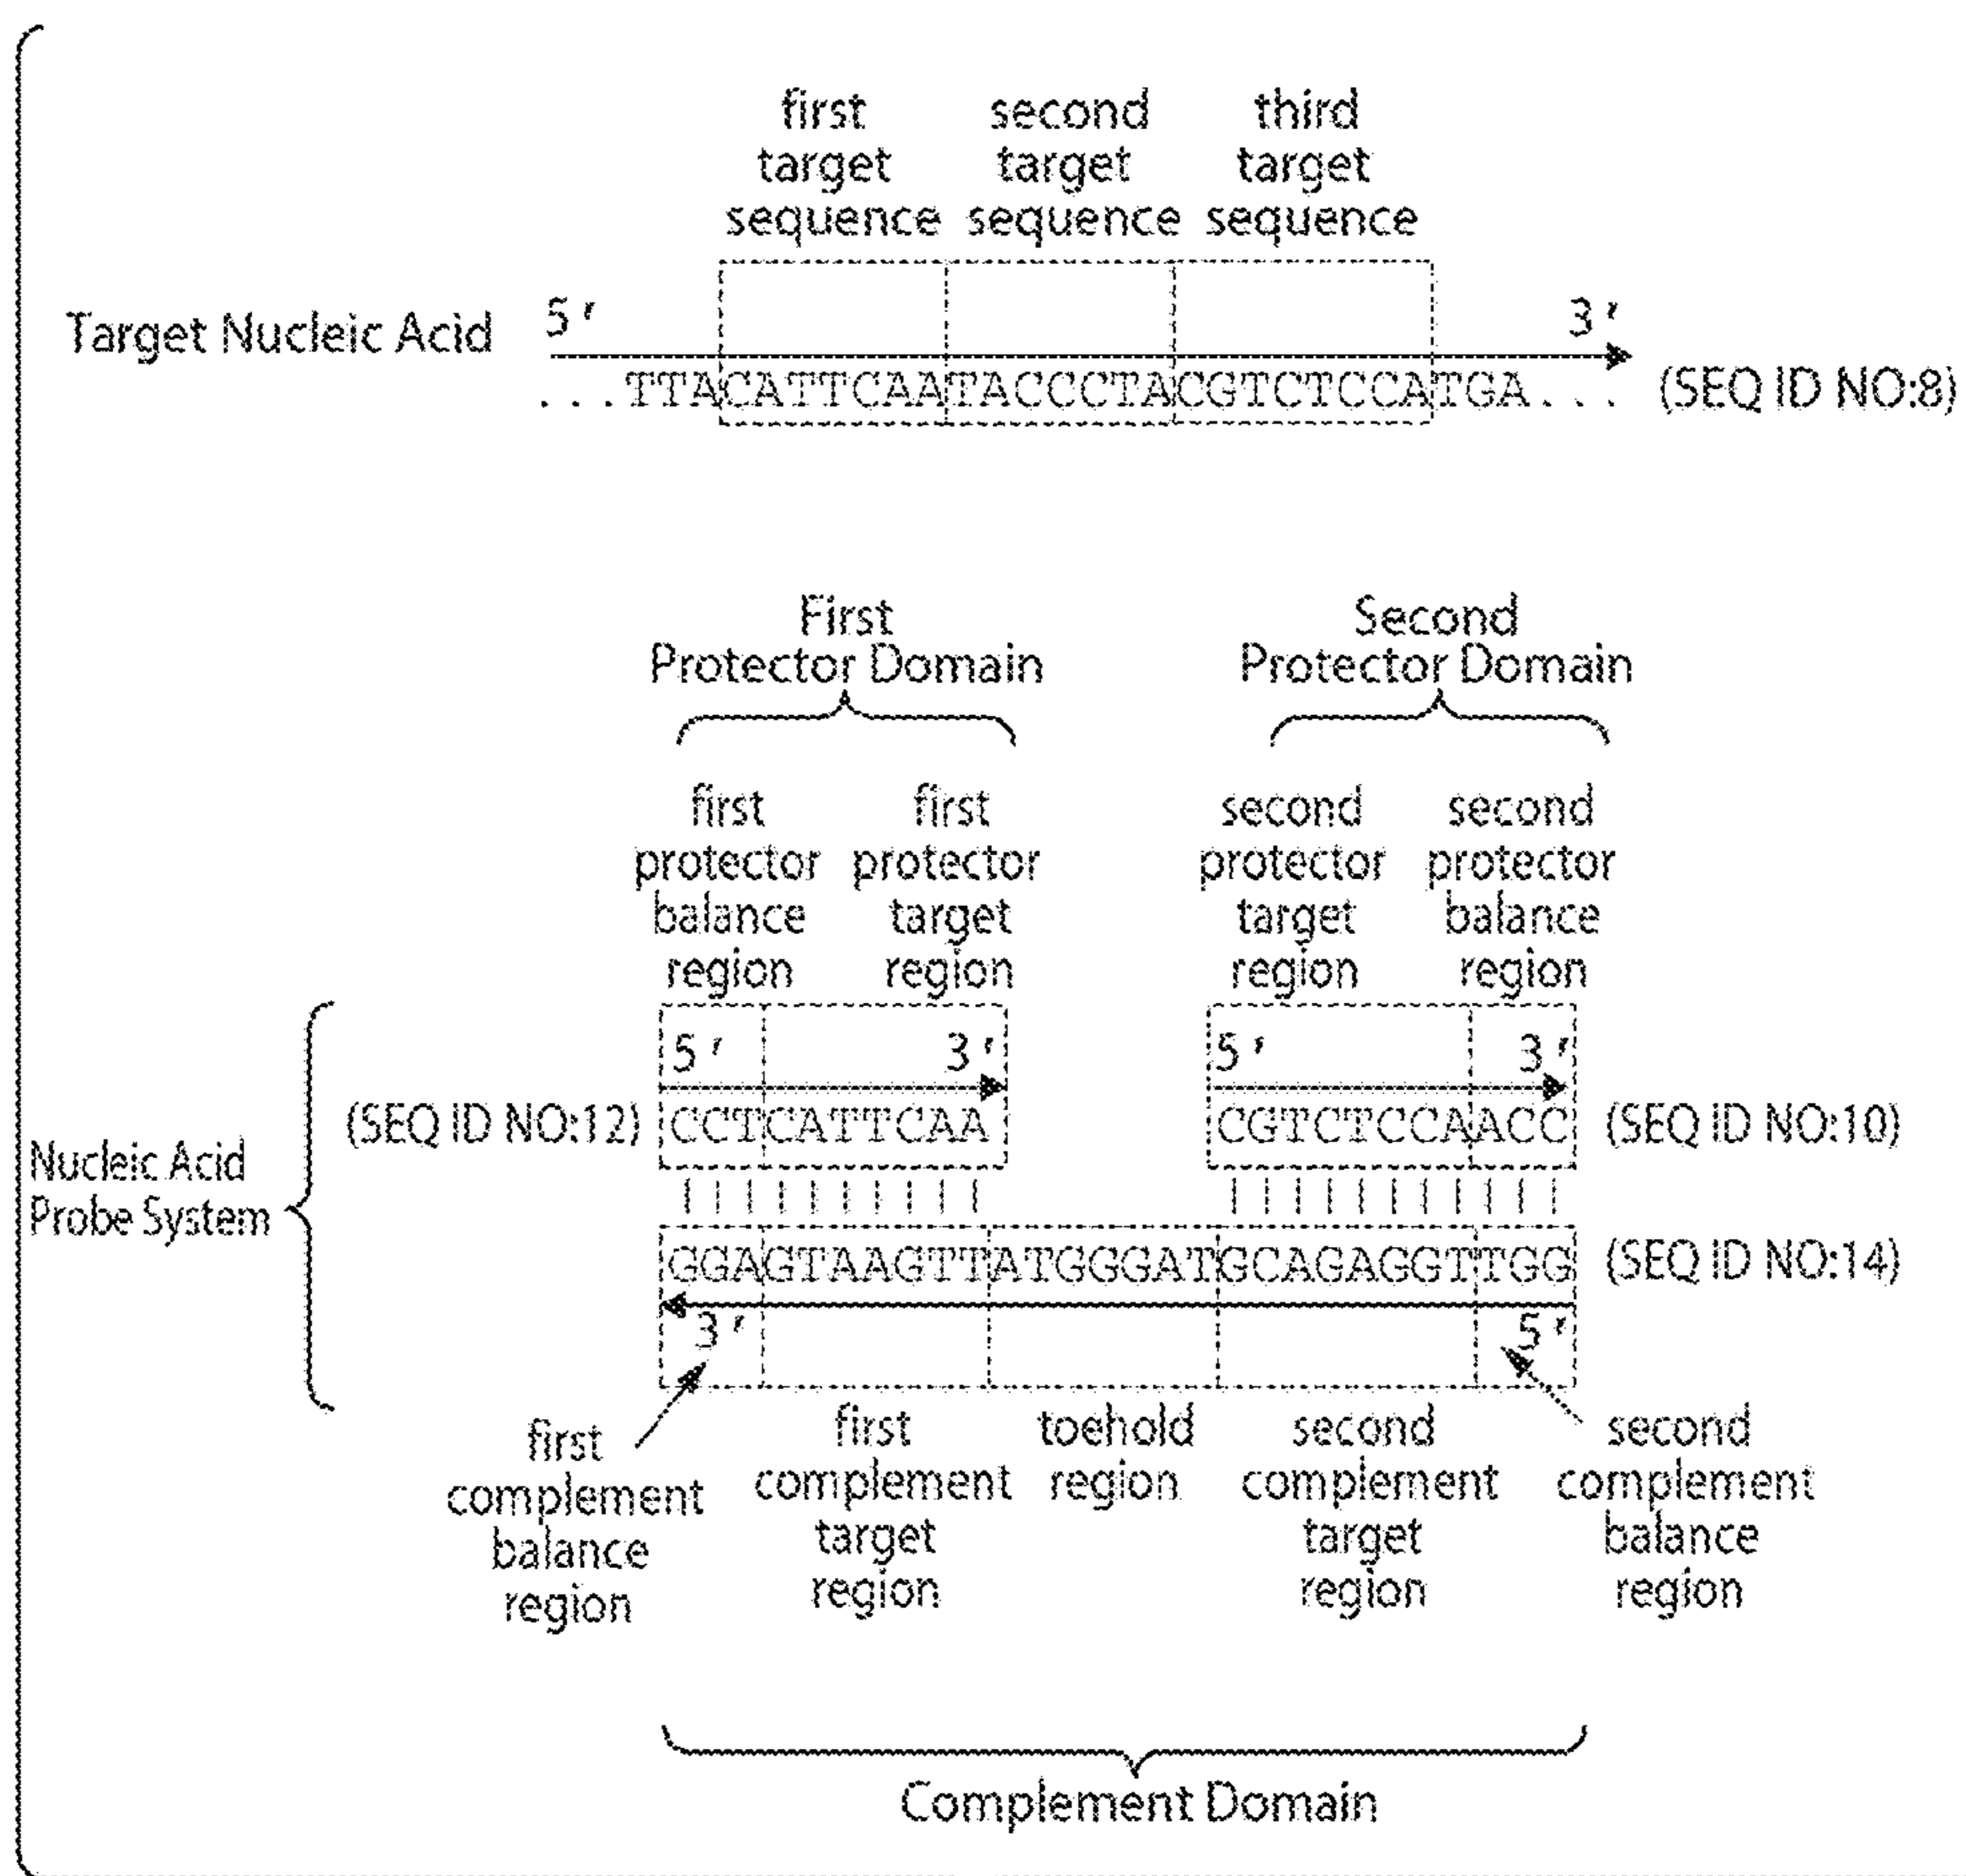 first
target
sequence
second
target
sequence
third
target
sequence
Target Nucleic Acid
5'
3'
...TTACATTCAATACCCTACGTCTCCATGA...
(SEQ ID NO:8)
First
Protector Domain
Second
Protector Domain
first
protector
balance
region
first
protector
target
region
second
protector
target
region
second
protector
balance
region
5'
3'
5'
3'
(SEQ ID NO:12)
CCTCATTCAA
CGTCTCCAACC
(SEQ ID NO:10)
Nucleic Acid
Probe System
GGAGTAAGTTATGGGATGCAGAGGTTGG
(SEQ ID NO:14)
3'
5'
first
complement
balance
region
first
complement
target
region
toehold
region
second
complement
target
region
second
complement
balance
region
Complement Domain